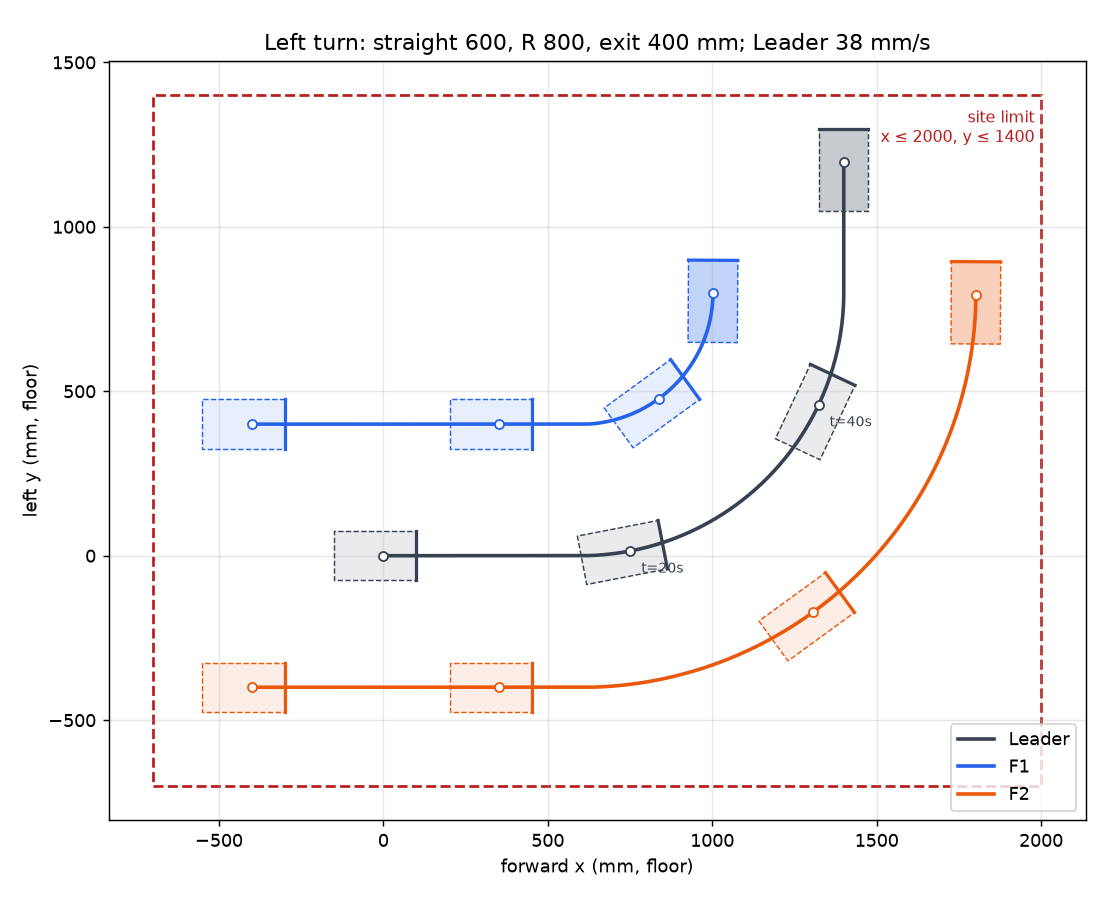 Left turn: straight 600, R 800, exit 400 mm; Leader 38 mm/s
left y (mm, floor)
1500
1000
500
0
−500
site limit
x ≤ 2000, y ≤ 1400
t=40s
t=20s
Leader
F1
F2
−500
0
500
1000
1500
2000
forward x (mm, floor)